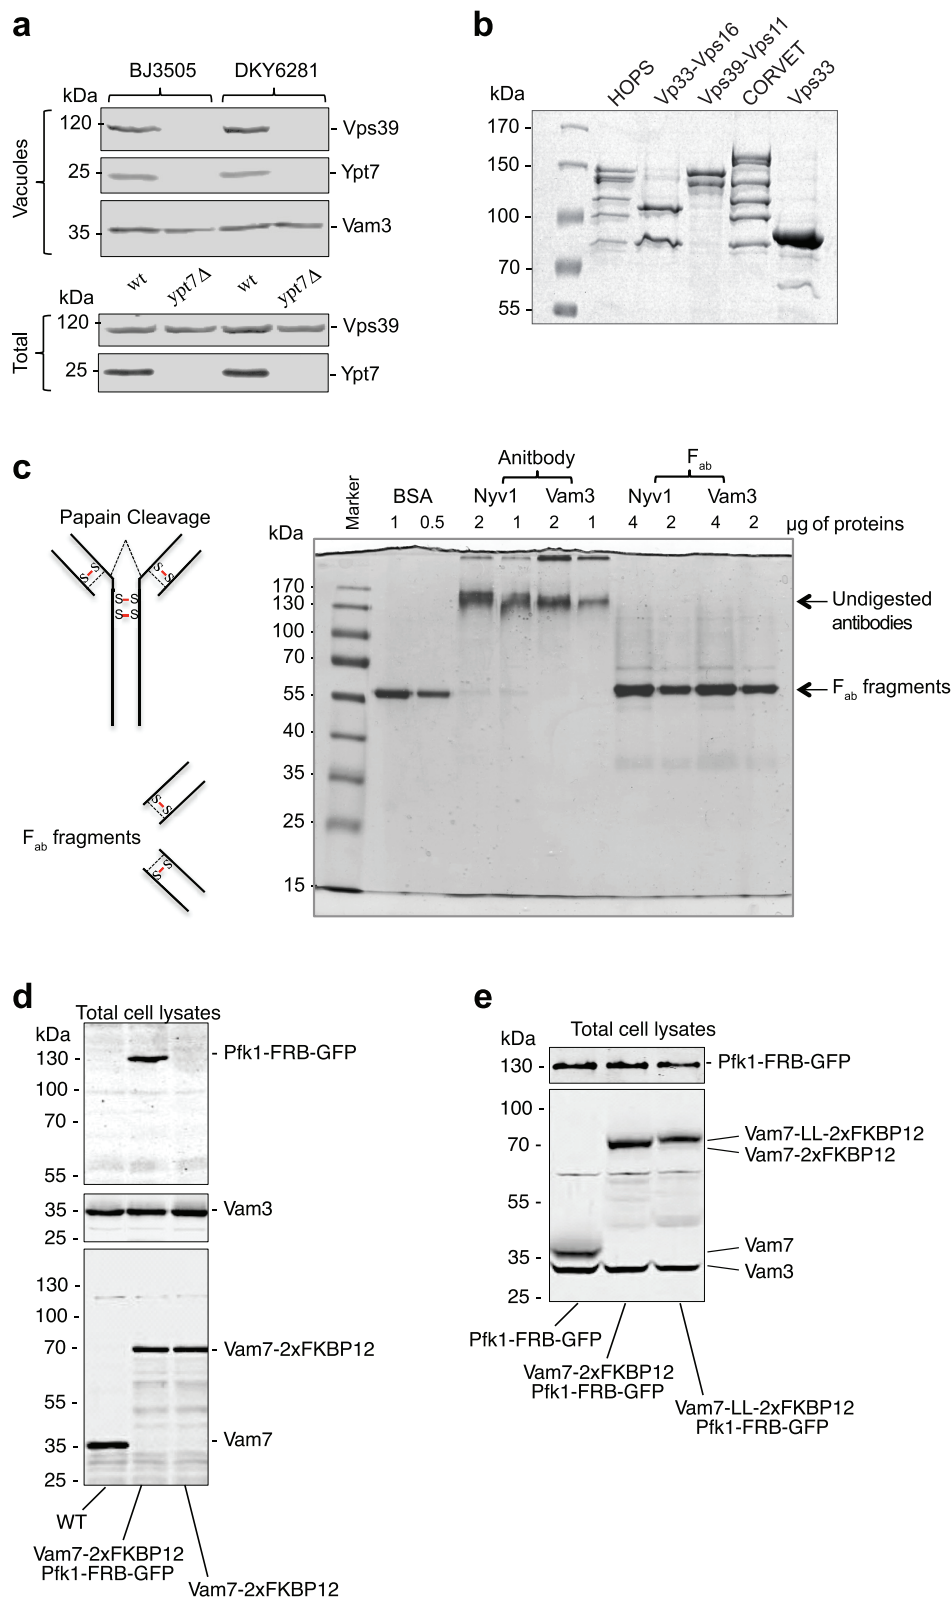 a
BJ3505 DKY6281
kDa
Vacuoles
120 - Vps39
25 - Ypt7
35 - Vam3
wt ypt7Δ wt ypt7Δ
kDa
Total
120 - Vps39
25 - Ypt7
b
HOPS Vp33-Vps16 Vps39-Vps11 CORVET Vps33
kDa
170
150
100
70
55
c
Papain Cleavage
S-S S-S
S-S
S-S
S-S
F ab fragments
S-S
Anitbody F ab
Marker BSA Nyv1 Vam3 Nyv1 Vam3
kDa 1 0.5 2 1 2 1 4 2 4 2 µg of proteins
170
130 Undigested
antibodies
100
70
55 F ab fragments
40
35
25
15
d
Total cell lysates
kDa
130 - Pfk1-FRB-GFP
100 -
70 -
55 -
35 - Vam3
25 -
130 -
100 -
70 - Vam7-2xFKBP12
55 -
35 - Vam7
25 -
WT
Vam7-2xFKBP12
Pfk1-FRB-GFP
Vam7-2xFKBP12
e
Total cell lysates
kDa
130 - Pfk1-FRB-GFP
100 -
Vam7-LL-2xFKBP12
70 - Vam7-2xFKBP12
55 -
35 - Vam7
Vam3
25 -
Pfk1-FRB-GFP
Vam7-2xFKBP12
Pfk1-FRB-GFP
Vam7-LL-2xFKBP12
Pfk1-FRB-GFP